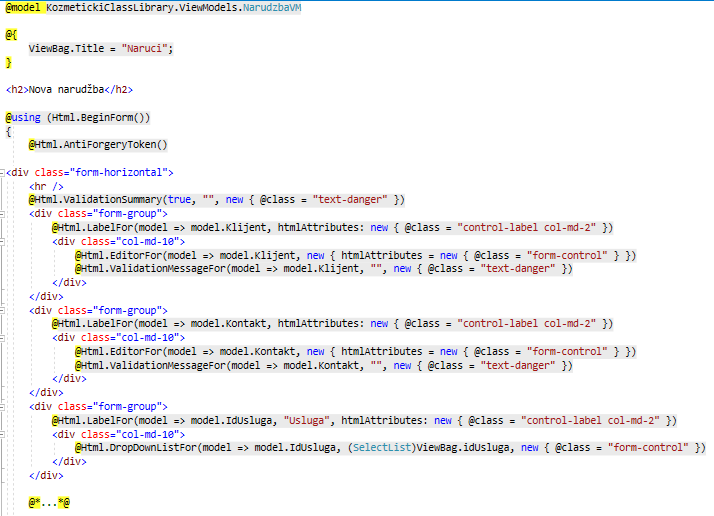 @model KozmetickiClassLibrary.ViewModels.NarudzbaVM
@{
ViewBag.Title = "Naruci";
}
<h2>Nova narudžba</h2>
@using (Html.BeginForm())
{
@Html.AntiForgeryToken()
<div class="form-horizontal">
<hr />
@Html.ValidationSummary(true, "", new { @class = "text-danger" })
<div class="form-group">
@Html.LabelFor(model => model.Klijent, htmlAttributes: new { @class = "control-label col-md-2" })
<div class="col-md-10">
@Html.EditorFor(model => model.Klijent, new { htmlAttributes = new { @class = "form-control" } })
@Html.ValidationMessageFor(model => model.Klijent, "", new { @class = "text-danger" })
</div>
</div>
<div class="form-group">
@Html.LabelFor(model => model.Kontakt, htmlAttributes: new { @class = "control-label col-md-2" })
<div class="col-md-10">
@Html.EditorFor(model => model.Kontakt, new { htmlAttributes = new { @class = "form-control" } })
@Html.ValidationMessageFor(model => model.Kontakt, "", new { @class = "text-danger" })
</div>
</div>
<div class="form-group">
@Html.LabelFor(model => model.IdUsluga, "Usluga", htmlAttributes: new { @class = "control-label col-md-2" })
<div class="col-md-10">
@Html.DropDownListFor(model => model.IdUsluga, (SelectList)ViewBag.idUsluga, new { @class = "form-control" })
</div>
</div>
@*...*@